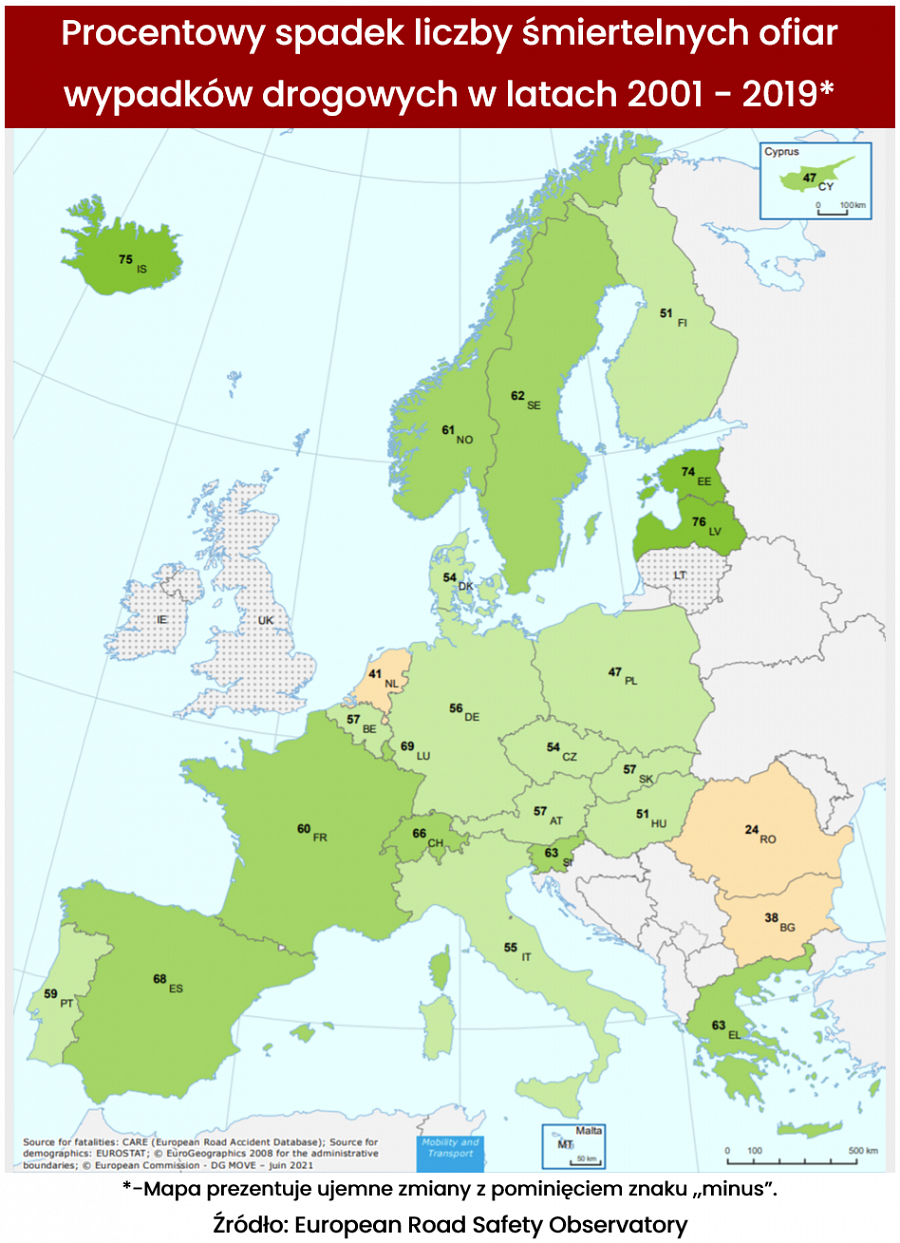 Procentowy spadek liczby śmiertelnych ofiar
wypadków drogowych w latach 2001 - 2019*
Cyprus
47 CY
0 100 km
75 IS
51 FI
62 SE
61 NO
74 EE
76 LV
LT
54 DK
IE
UK
41 NL
47 PL
57 BE
56 DE
69 LU
54 CZ
57 SK
57 AT
51 HU
60 FR
66 CH
63 SI
24 RO
38 BG
55 IT
68 ES
59 PT
63 EL
Source for fatalities: CARE (European Road Accident Database); Source for
demographics: EUROSTAT; © EuroGeographics 2008 for the administrative
boundaries; © European Commission - DG MOVE – juin 2021
Mobility and
Transport
Malta
MT
50 km
0 100 500 km
*-Mapa prezentuje ujemne zmiany z pominięciem znaku ,,minus”.
Źródło: European Road Safety Observatory